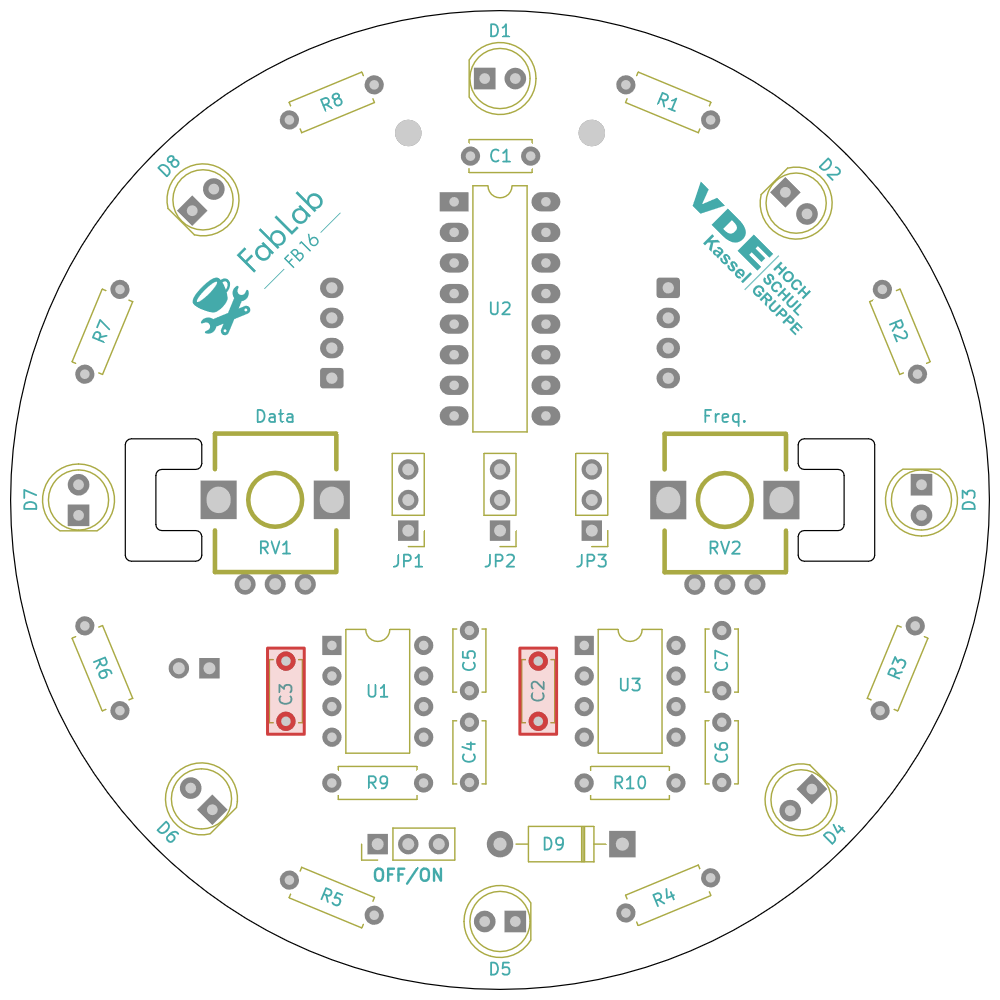 D1
R8
R1
C1
D8
D2
FabLab
FB16
VDE
Kassel
HOCH
SCHUL
GRUPPE
U2
R7
R2
Data
Freq.
D7
D3
RV1
RV2
JP1
JP2
JP3
R6
C3
U1
C5
C2
U3
C7
R3
C4
C6
R9
R10
D6
D9
D4
OFF/ON
R5
R4
D5